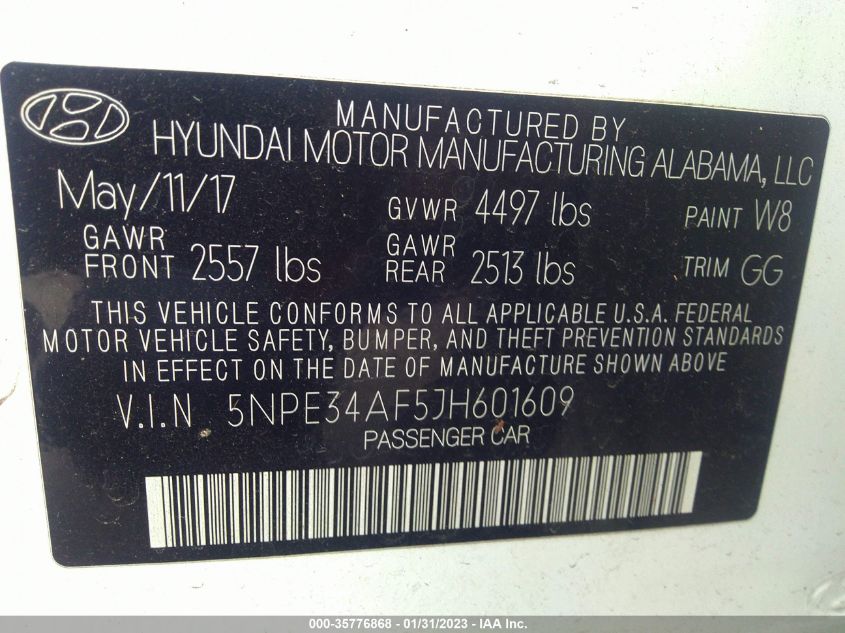 MANUFACTURED BY
HYUNDAI MOTOR MANUFACTURING ALABAMA, LLC
May/11/17 GVWR 4497 lbs PAINT W8
GAWR FRONT 2557 lbs GAWR REAR 2513 lbs TRIM GG
THIS VEHICLE CONFORMS TO ALL APPLICABLE U.S.A. FEDERAL
MOTOR VEHICLE SAFETY, BUMPER, AND THEFT PREVENTION STANDARDS
IN EFFECT ON THE DATE OF MANUFACTURE SHOWN ABOVE
V.I.N. 5NPE34AF5JH601609
PASSENGER CAR
000-35776868 - 01/31/2023 - IAA Inc.